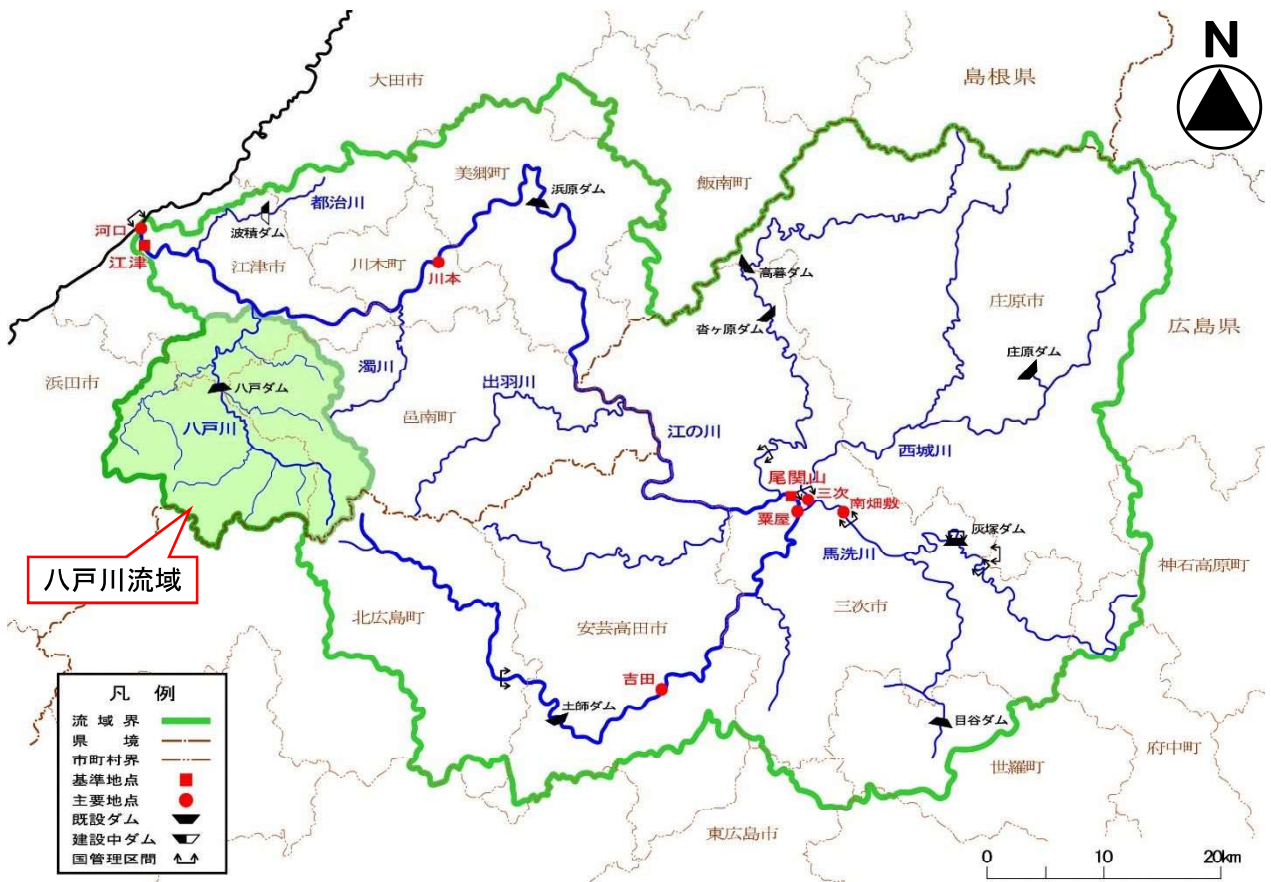 N
大田市
島根県
美郷町
浜原ダム
飯南町
都治川
波積ダム
河口
江津
江津市
川本町
川本
高暮ダム
庄原市
広島県
沓ヶ原ダム
庄原ダム
浜田市
八戸ダム
濁川
出羽川
邑南町
八戸川
江の川
西城川
尾関山
三次
南畑敷
粟屋
灰塚ダム
馬洗川
八戸川流域
神石高原町
北広島町
安芸高田市
三次市
吉田
土師ダム
目谷ダム
府中町
世羅町
東広島市
凡 例
流域界
県境
市町村界
基準地点
主要地点
既設ダム
建設中ダム
国管理区間
0 10 20km